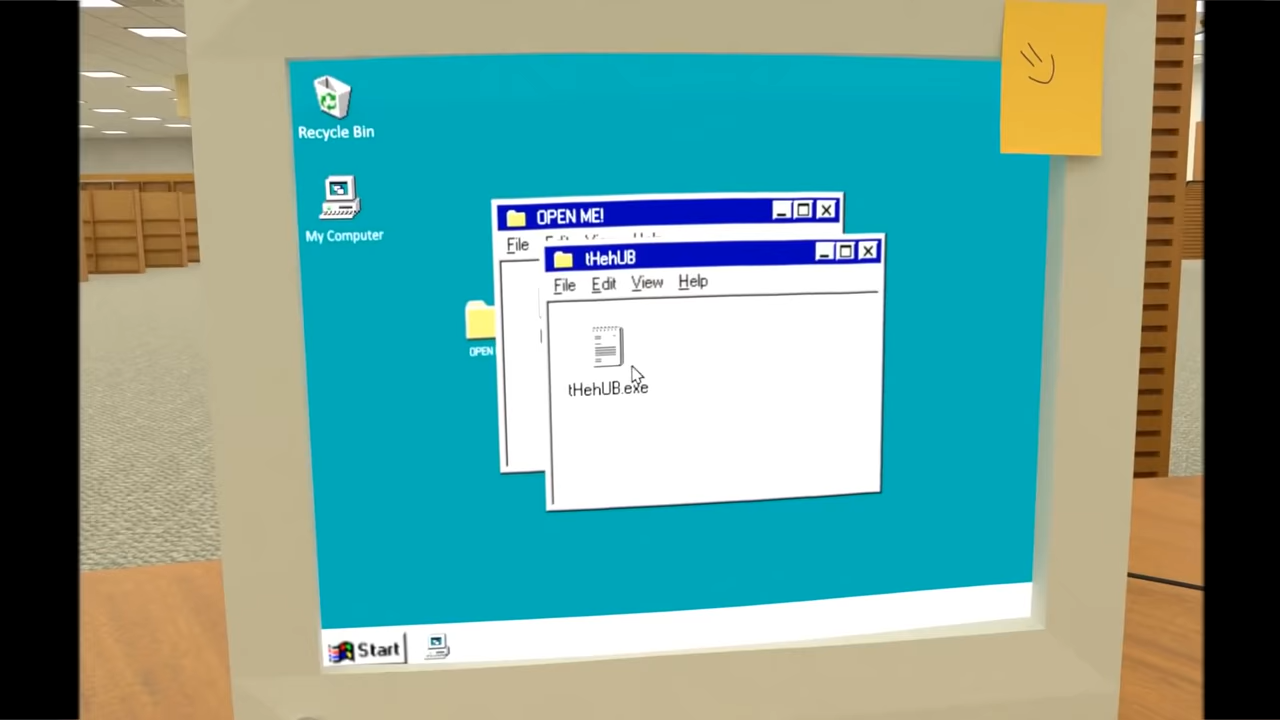 Recycle Bin
My Computer
OPEN ME!
File
tHehUB
File Edit View Help
OPEN
tHehUB.exe
Start